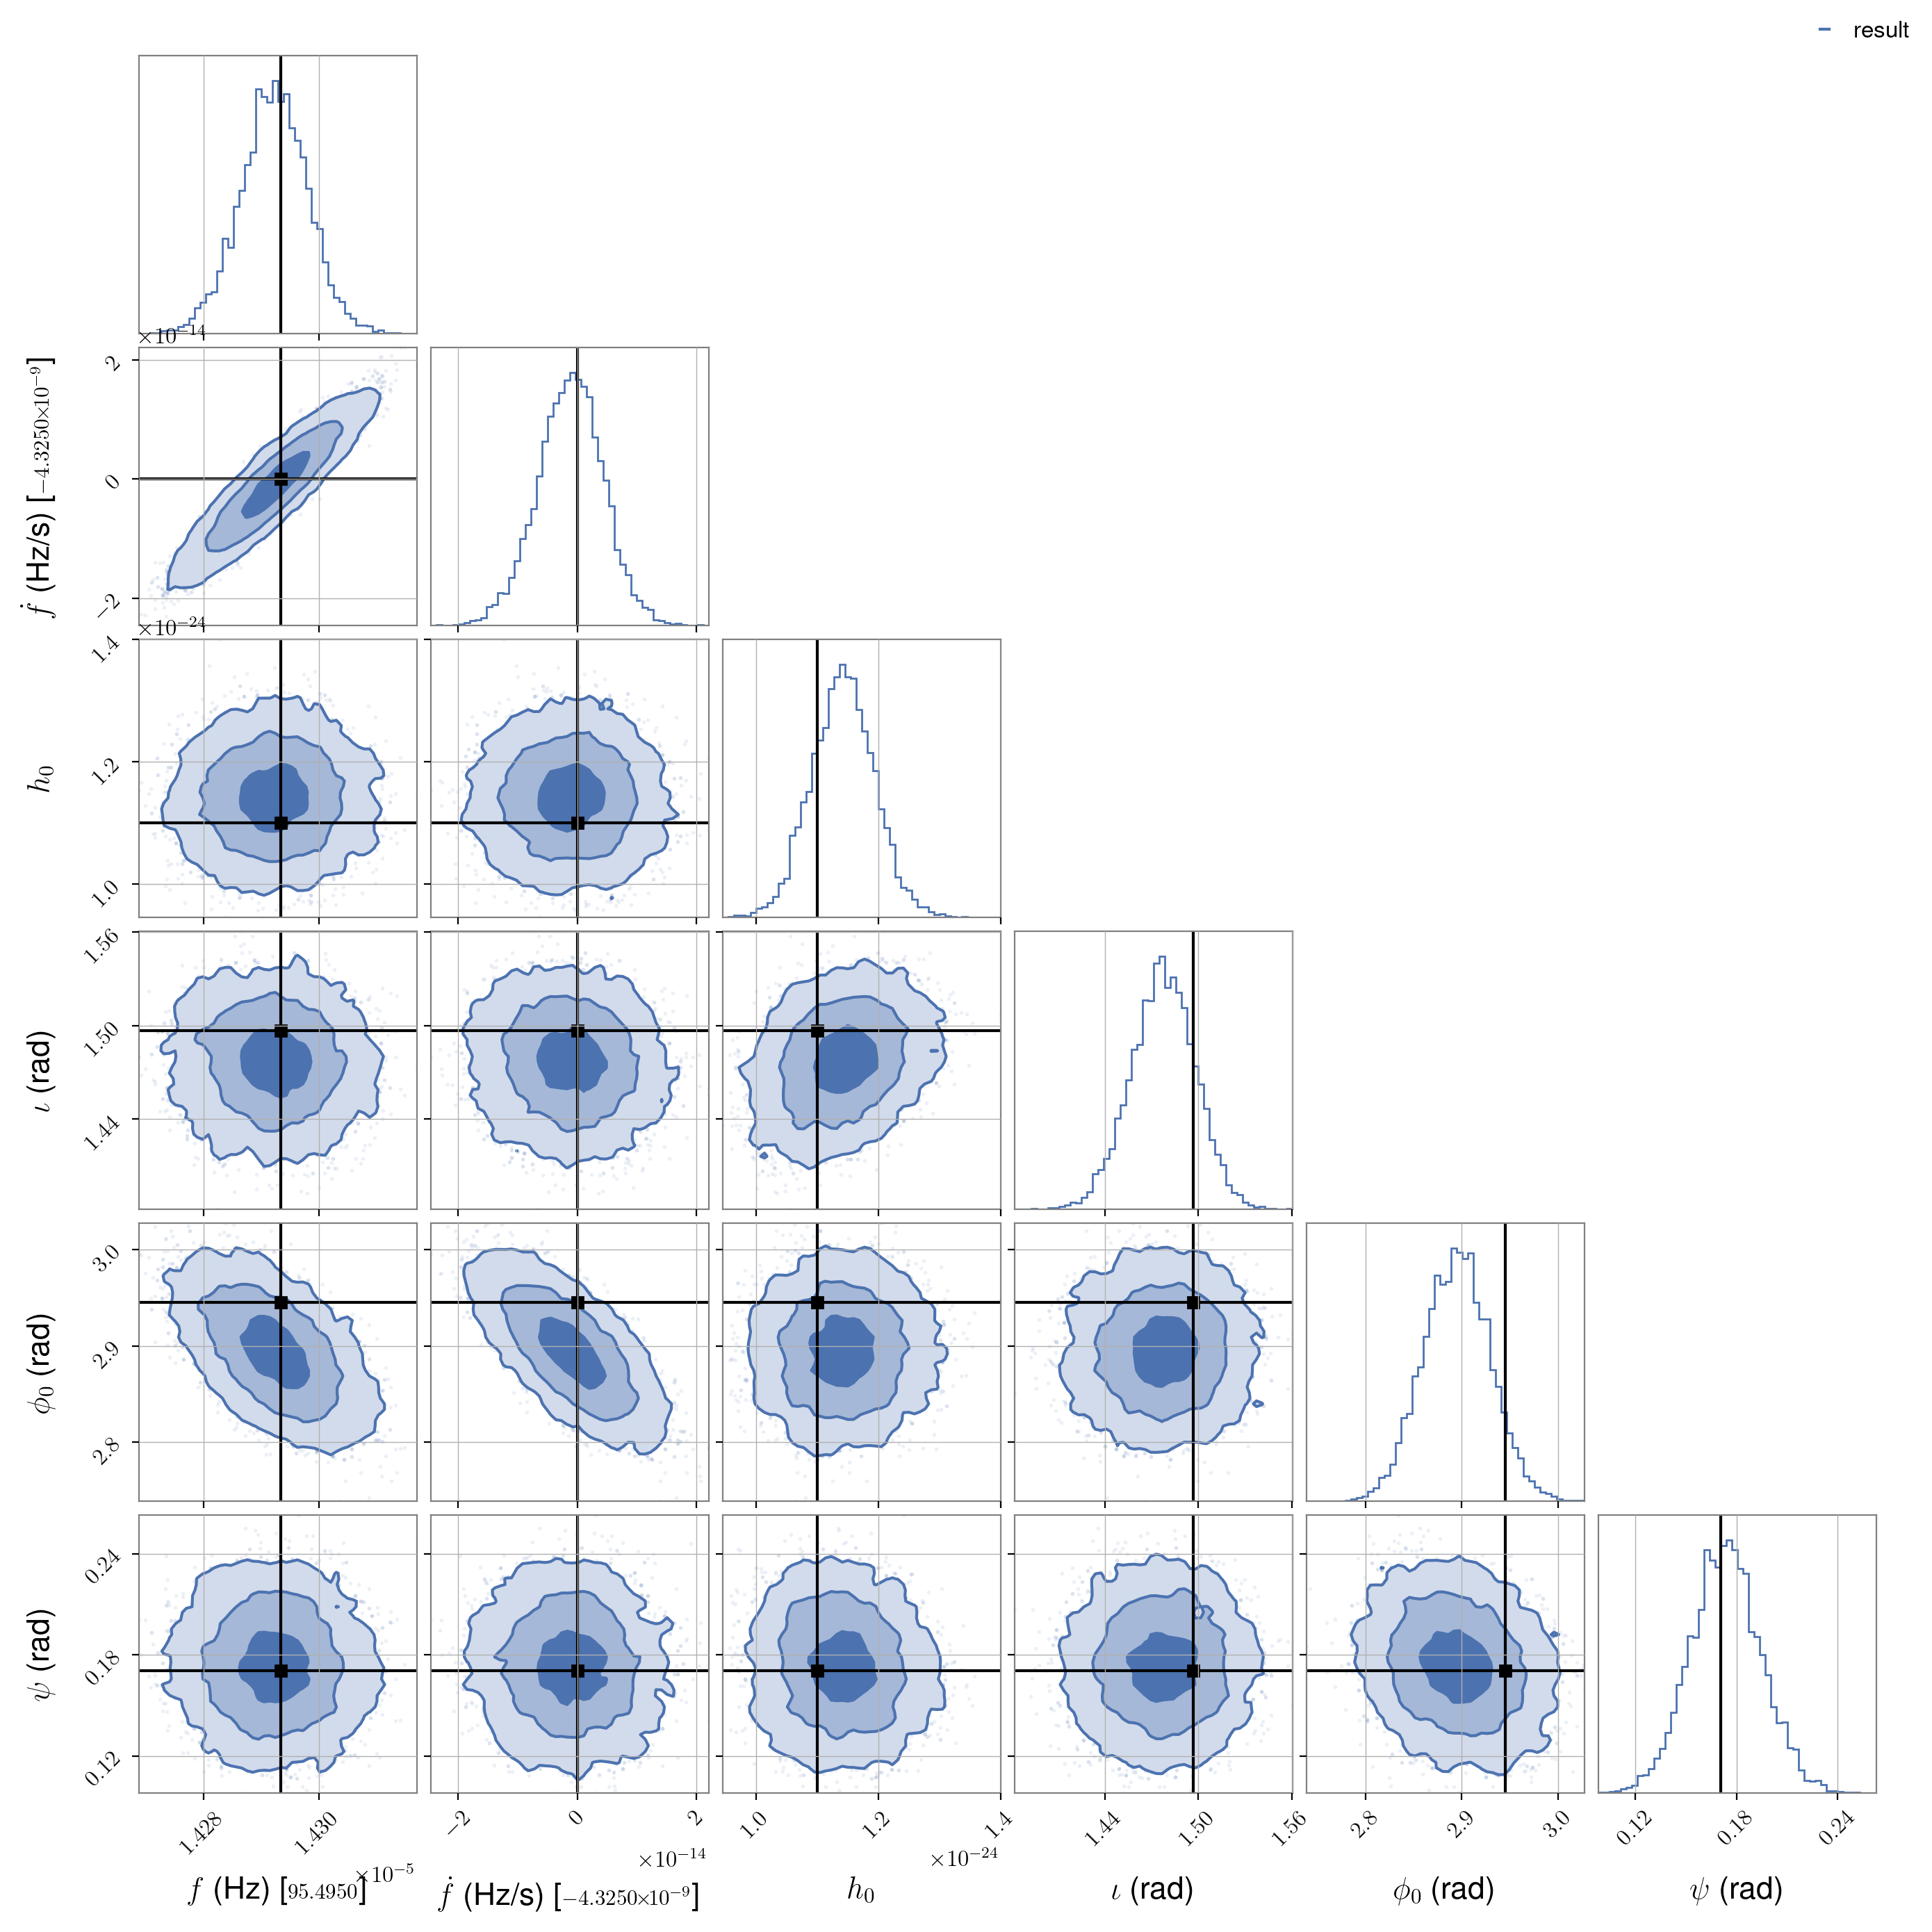 result
×10⁻¹⁴
2
0
−2
ḟ (Hz/s) [−4.3250×10⁻⁹]
×10⁻²⁴
1.4
1.2
1.0
h₀
1.56
1.50
1.44
ι (rad)
3.0
2.9
2.8
ϕ₀ (rad)
0.24
0.18
0.12
ψ (rad)
1.428 1.430 −2 0 2 1.0 1.2 1.4 1.44 1.50 1.56 2.8 2.9 3.0 0.12 0.18 0.24
×10⁻⁵ ×10⁻¹⁴ ×10⁻²⁴
f (Hz) [95.4950] ḟ (Hz/s) [−4.3250×10⁻⁹] h₀ ι (rad) ϕ₀ (rad) ψ (rad)